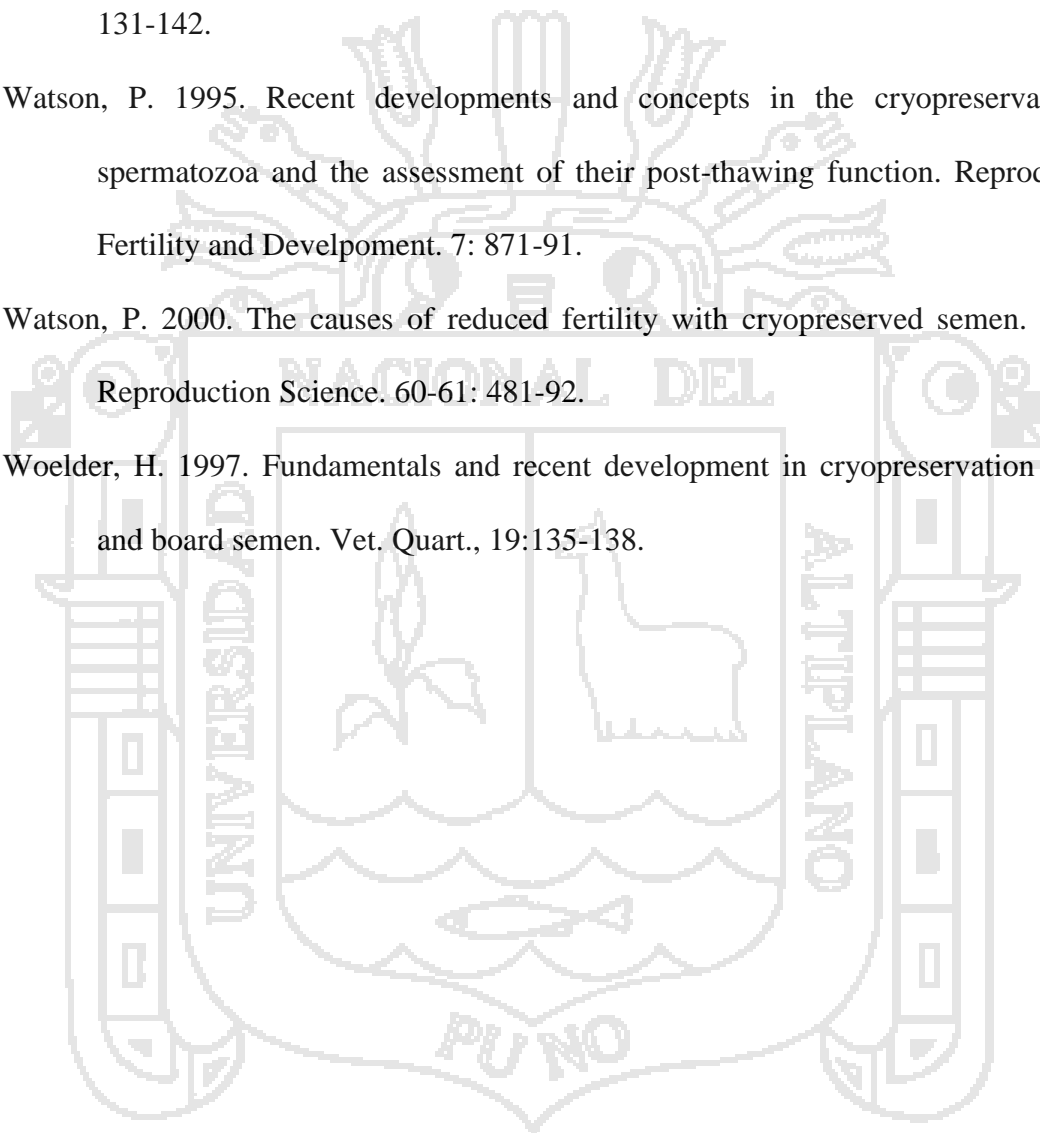 131-142.
Watson, P. 1995. Recent developments and concepts in the cryopreserva
spermatozoa and the assessment of their post-thawing function. Reproc
Fertility and Develpoment. 7: 871-91.
Watson, P. 2000. The causes of reduced fertility with cryopreserved semen.
Reproduction Science. 60-61: 481-92.
Woelder, H. 1997. Fundamentals and recent development in cryopreservation
and board semen. Vet. Quart., 19:135-138.
NACIONAL DEL
UNIVERSIDAD
ALTIPLANO
PUNO